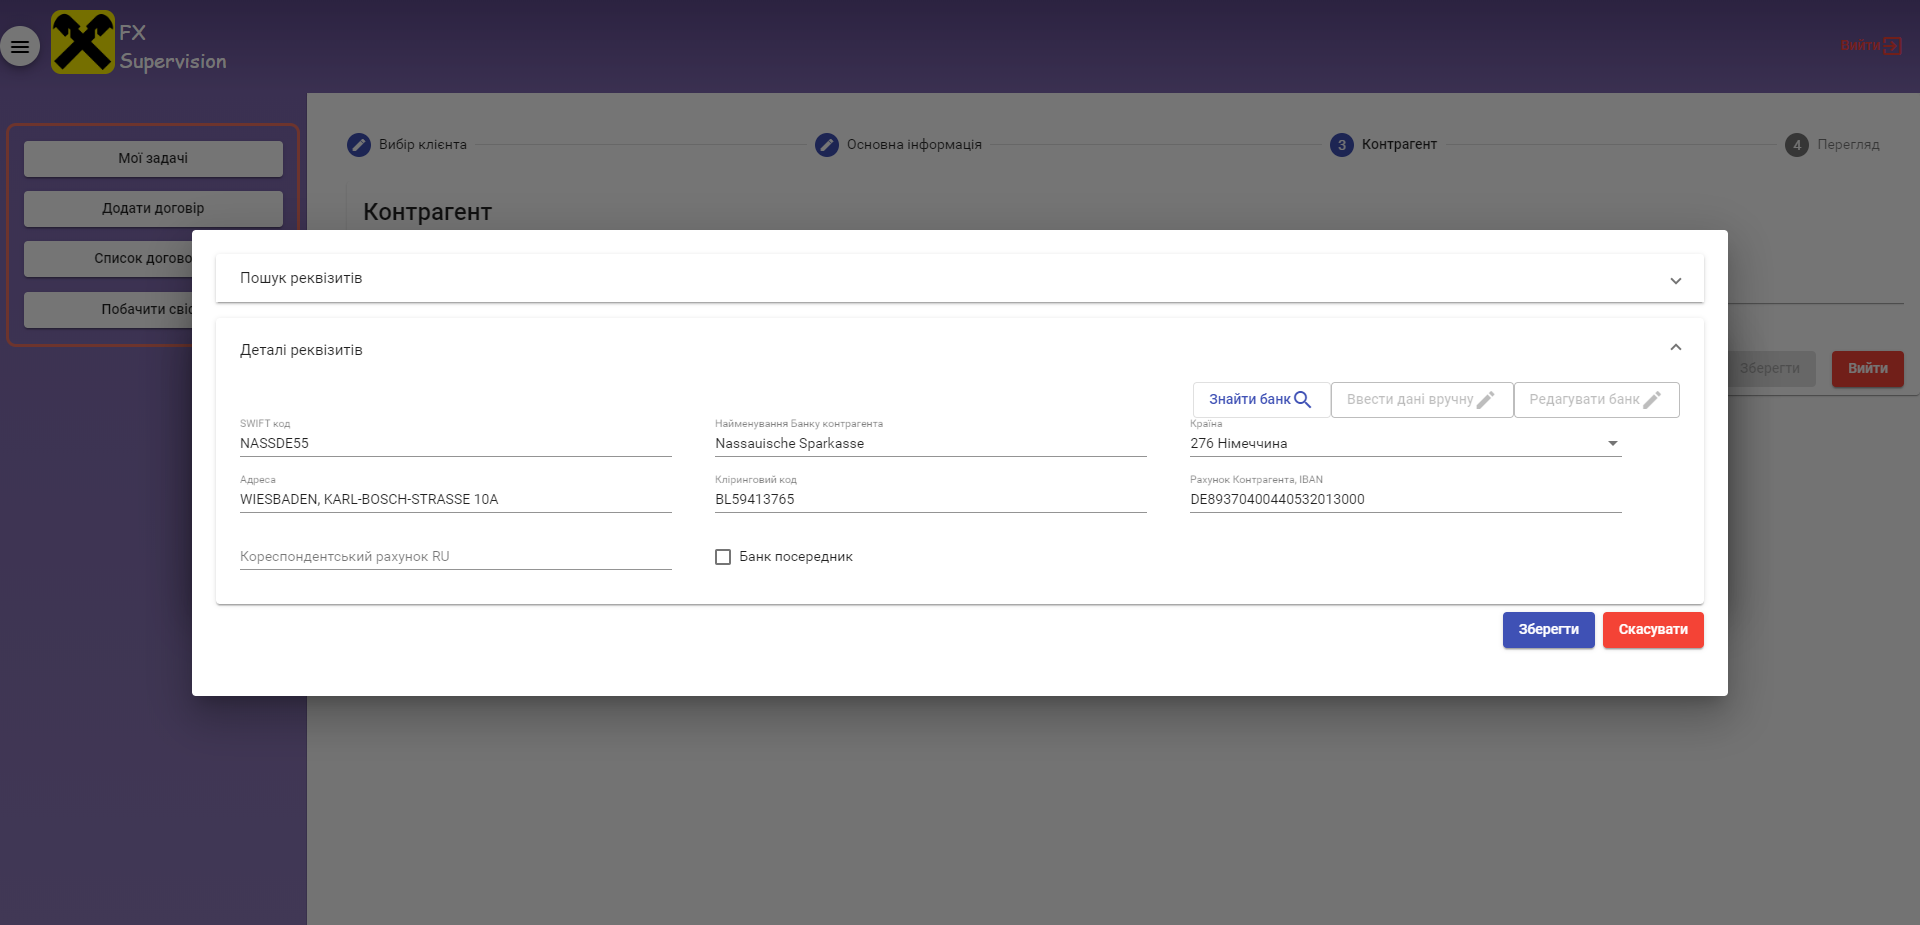 FX
Supervision
Вийти
Мої задачі
Додати договір
Список догово
Побачити свіс
Вибір клієнта
Основна інформація
3 Контрагент
4 Перегляд
Контрагент
Пошук реквізитів
Деталі реквізитів
Знайти банк
Ввести дані вручну
Редагувати банк
SWIFT код
NASSDE55
Найменування Банку контрагента
Nassauische Sparkasse
Країна
276 Німеччина
Адреса
WIESBADEN, KARL-BOSCH-STRASSE 10A
Кліринговий код
BL59413765
Рахунок Контрагента, IBAN
DE89370400440532013000
Кореспондентський рахунок RU
Банк посередник
Зберегти
Скасувати
Зберегти
Вийти